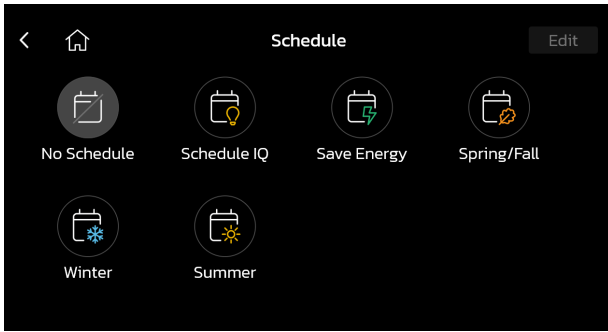 Schedule
Edit
No Schedule
Schedule IQ
Save Energy
Spring/Fall
Winter
Summer